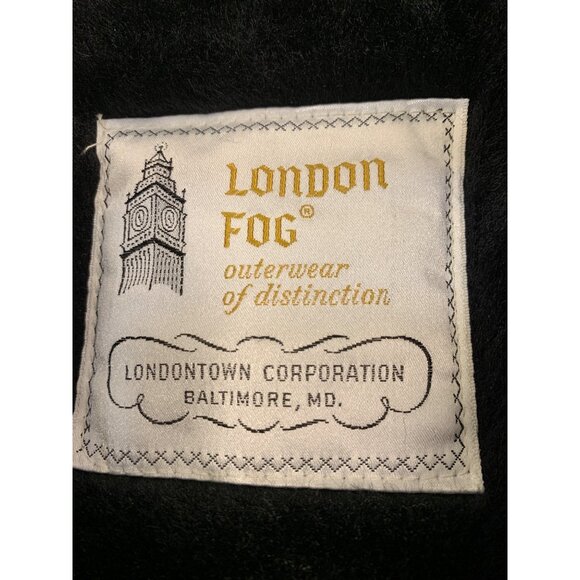 LONDON
FOG®
outerwear
of distinction
LONDONTOWN CORPORATION
BALTIMORE, MD.